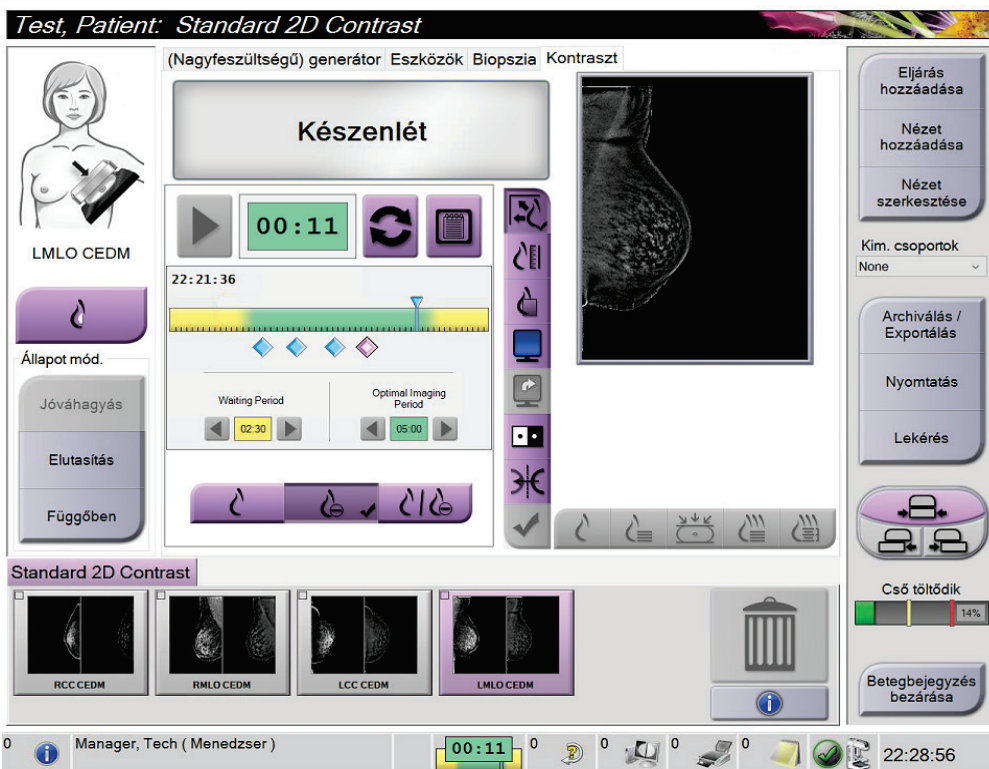 Test, Patient: Standard 2D Contrast
(Nagyfeszültségű) generátor Eszközök Biopszia Kontraszt
Készenlét
LMLO CEDM
Állapot mód.
Jóváhagyás
Elutasítás
Függőben
00:11
22:21:36
Waiting Period
02:30
Optimal Imaging
Period
05:00
Eljárás
hozzáadása
Nézet
hozzáadása
Nézet
szerkesztése
Kim. csoportok
None
Archiválás /
Exportálás
Nyomtatás
Lekérés
Cső töltődik
14%
Betegbejegyzés
bezárása
Standard 2D Contrast
RCC CEDM
RMLO CEDM
LCC CEDM
LMLO CEDM
0
Manager, Tech ( Menedzser )
00:11
0
0
0
0
22:28:56